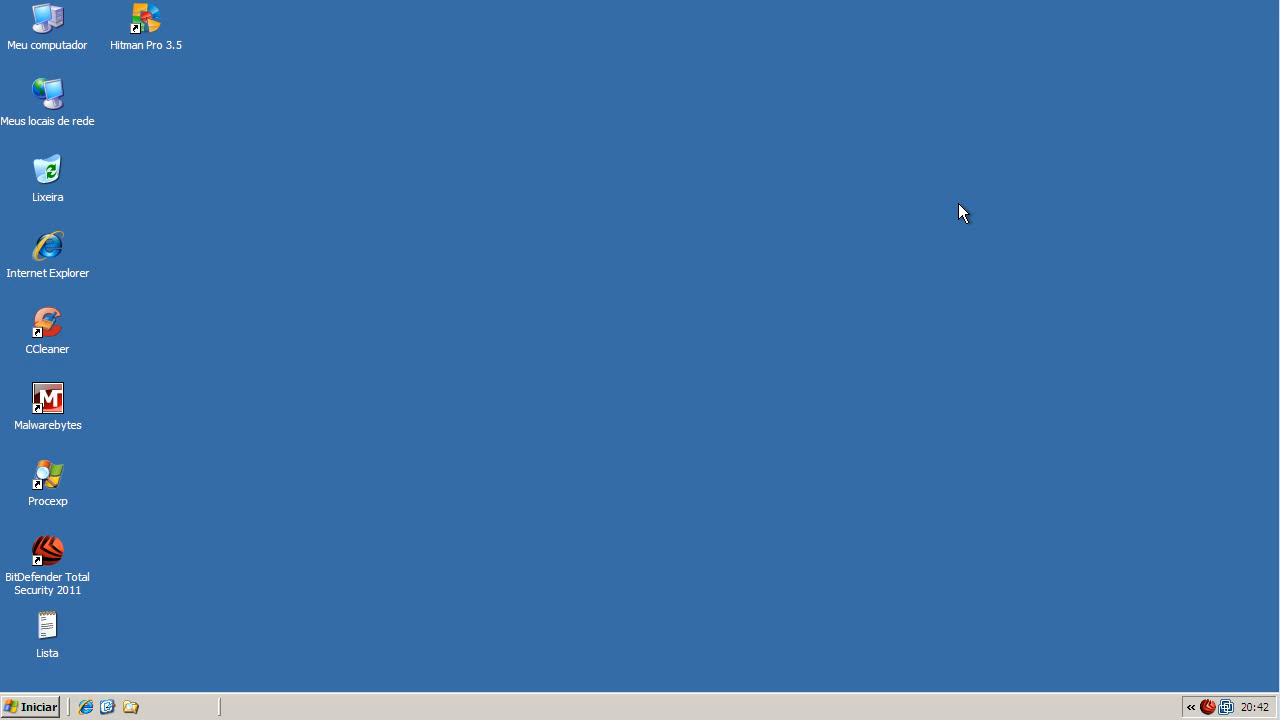 Meu computador
Hitman Pro 3.5
Meus locais de rede
Lixeira
Internet Explorer
CCleaner
Malwarebytes
Procexp
BitDefender Total
Security 2011
Lista
Iniciar
« 20:42